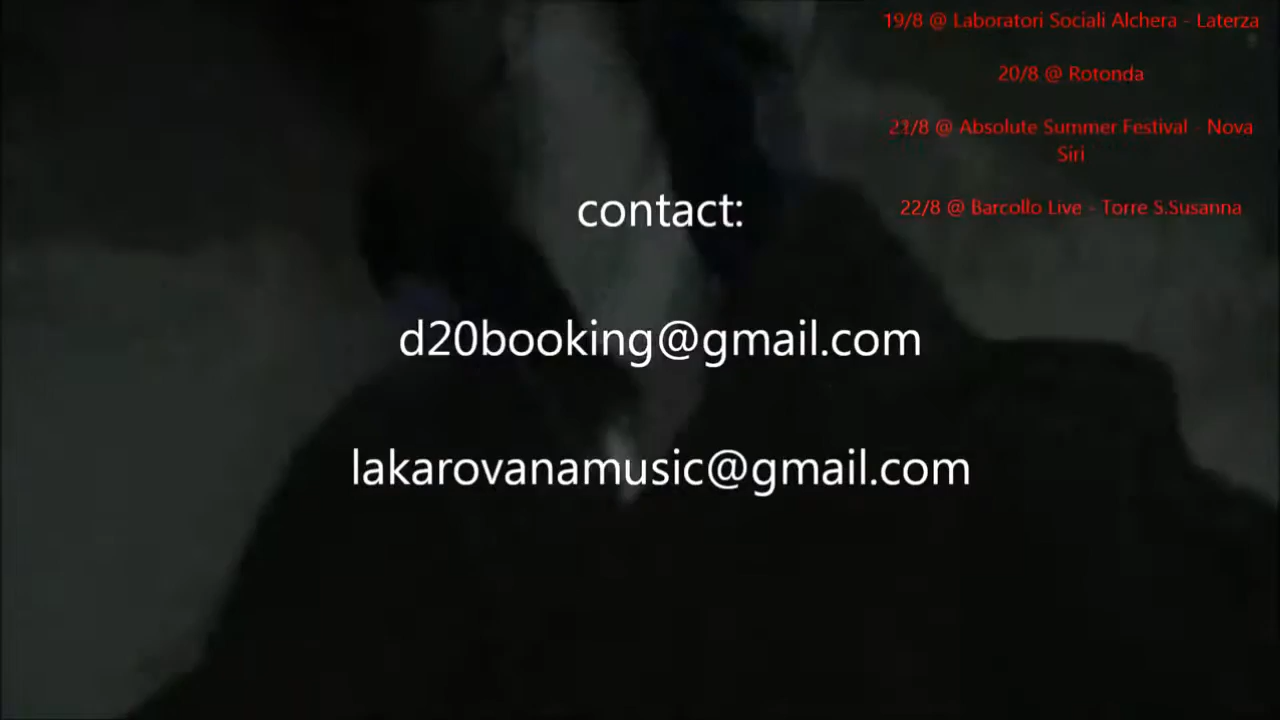 19/8 @ Laboratori Sociali Alchera - Laterza
20/8 @ Rotonda
21/8 @ Absolute Summer Festival - Nova
Siri
22/8 @ Barcollo Live - Torre S.Susanna
contact:
d20booking@gmail.com
lakarovanamusic@gmail.com